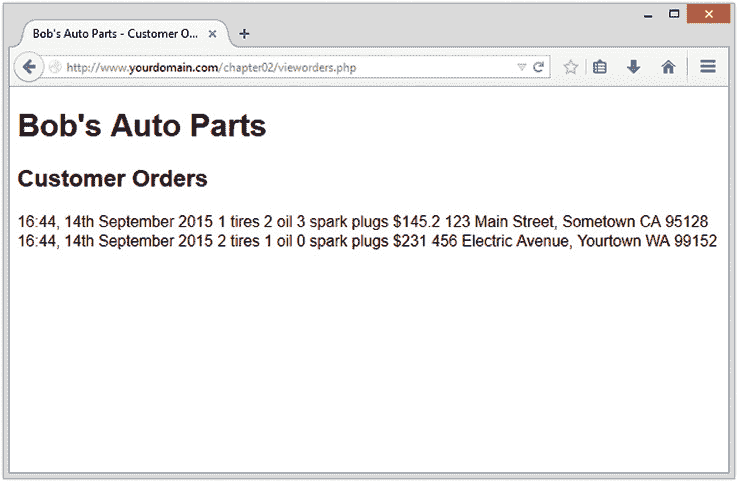 Bob's Auto Parts - Customer O...
http://www.yourdomain.com/chapter02/vieworders.php
Bob's Auto Parts
Customer Orders
16:44, 14th September 2015 1 tires 2 oil 3 spark plugs $145.2 123 Main Street, Sometown CA 95128
16:44, 14th September 2015 2 tires 1 oil 0 spark plugs $231 456 Electric Avenue, Yourtown WA 99152